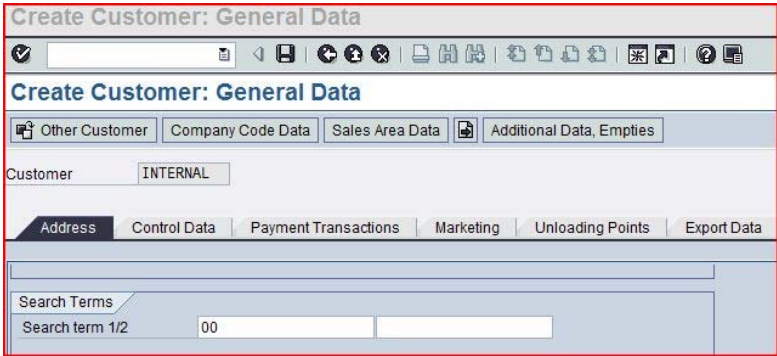 Create Customer: General Data
Create Customer: General Data
Other Customer Company Code Data Sales Area Data Additional Data, Empties
Customer INTERNAL
Address Control Data Payment Transactions Marketing Unloading Points Export Data
Search Terms
Search term 1/2 00